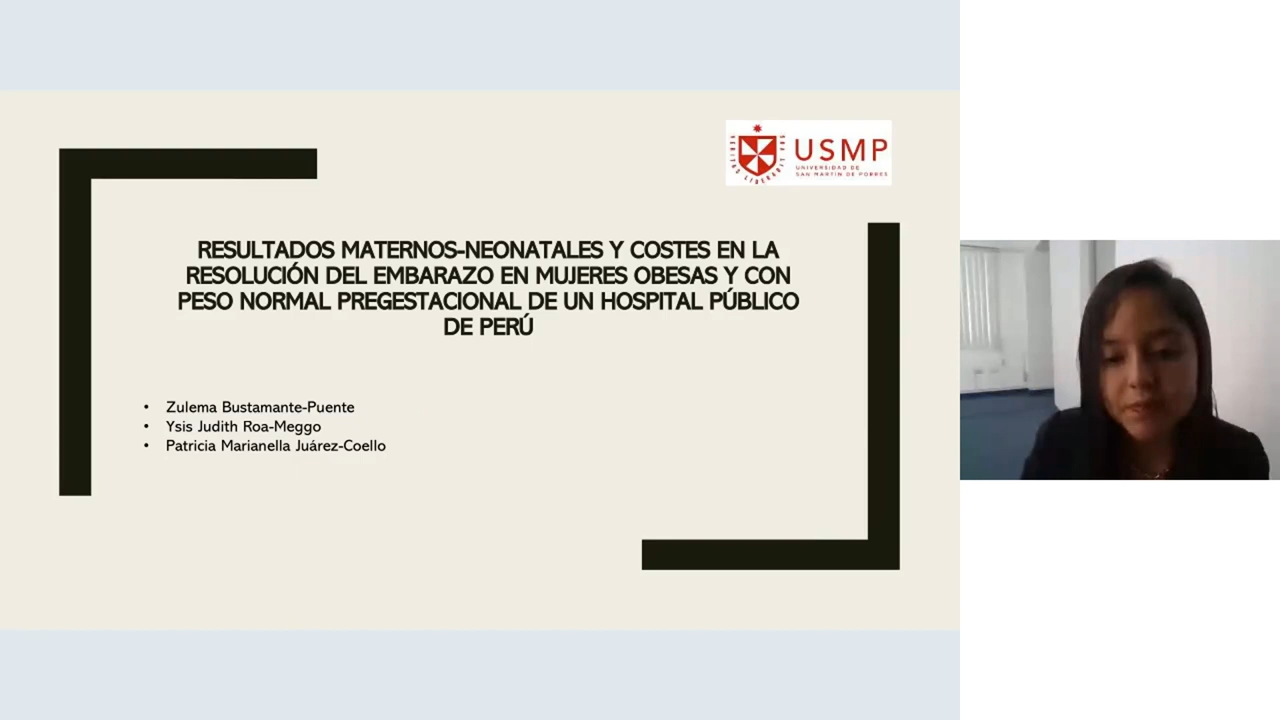 USMP
UNIVERSIDAD DE
SAN MARTIN DE PORRES
RESULTADOS MATERNOS-NEONATALES Y COSTES EN LA
RESOLUCIÓN DEL EMBARAZO EN MUJERES OBESAS Y CON
PESO NORMAL PREGESTACIONAL DE UN HOSPITAL PÚBLICO
DE PERÚ
• Zulema Bustamante-Puente
• Ysis Judith Roa-Meggo
• Patricia Marianella Juárez-Coello